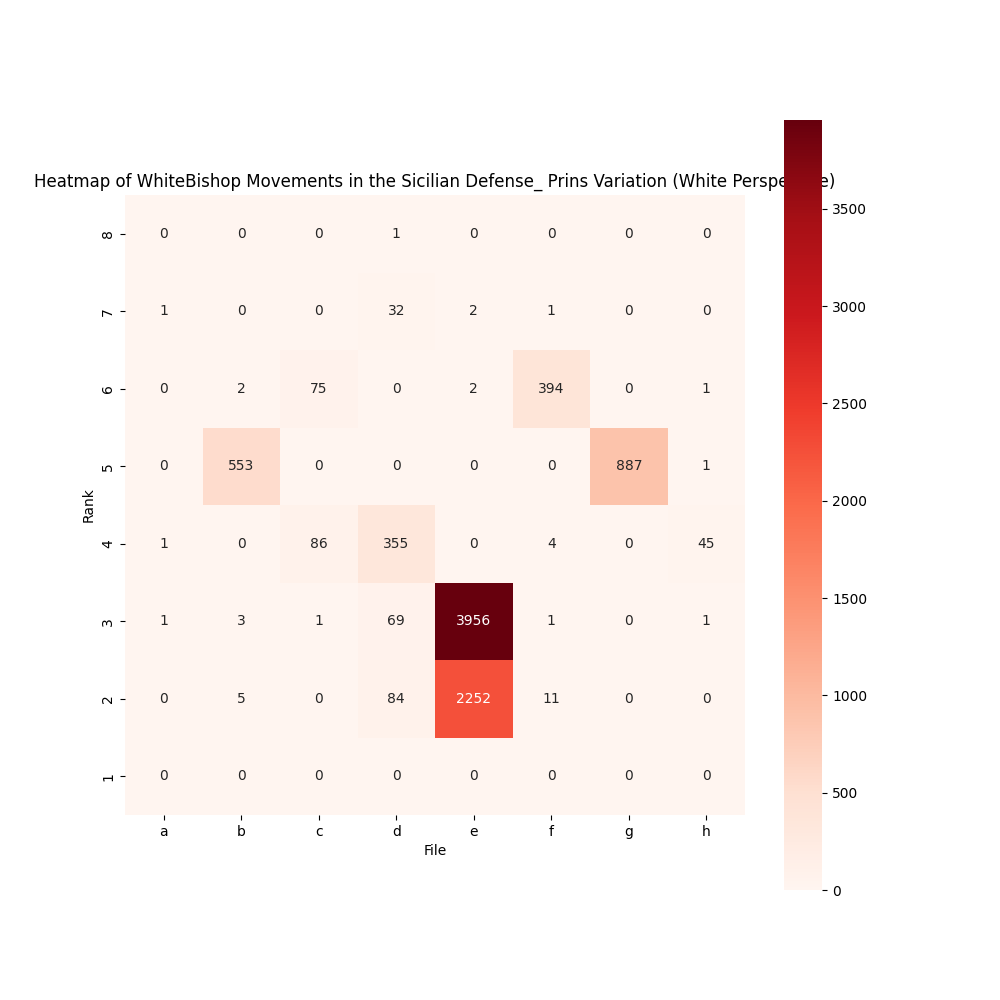 Heatmap of WhiteBishop Movements in the Sicilian Defense_ Prins Variation (White Perspe e)
8 0 0 0 1 0 0 0 0
7 1 0 0 32 2 1 0 0
6 0 2 75 0 2 394 0 1
5 0 553 0 0 0 0 887 1
4 1 0 86 355 0 4 0 45
3 1 3 1 69 3956 1 0 1
2 0 5 0 84 2252 11 0 0
1 0 0 0 0 0 0 0 0
a b c d e f g h
File
Rank
3500
3000
2500
2000
1500
1000
500
0